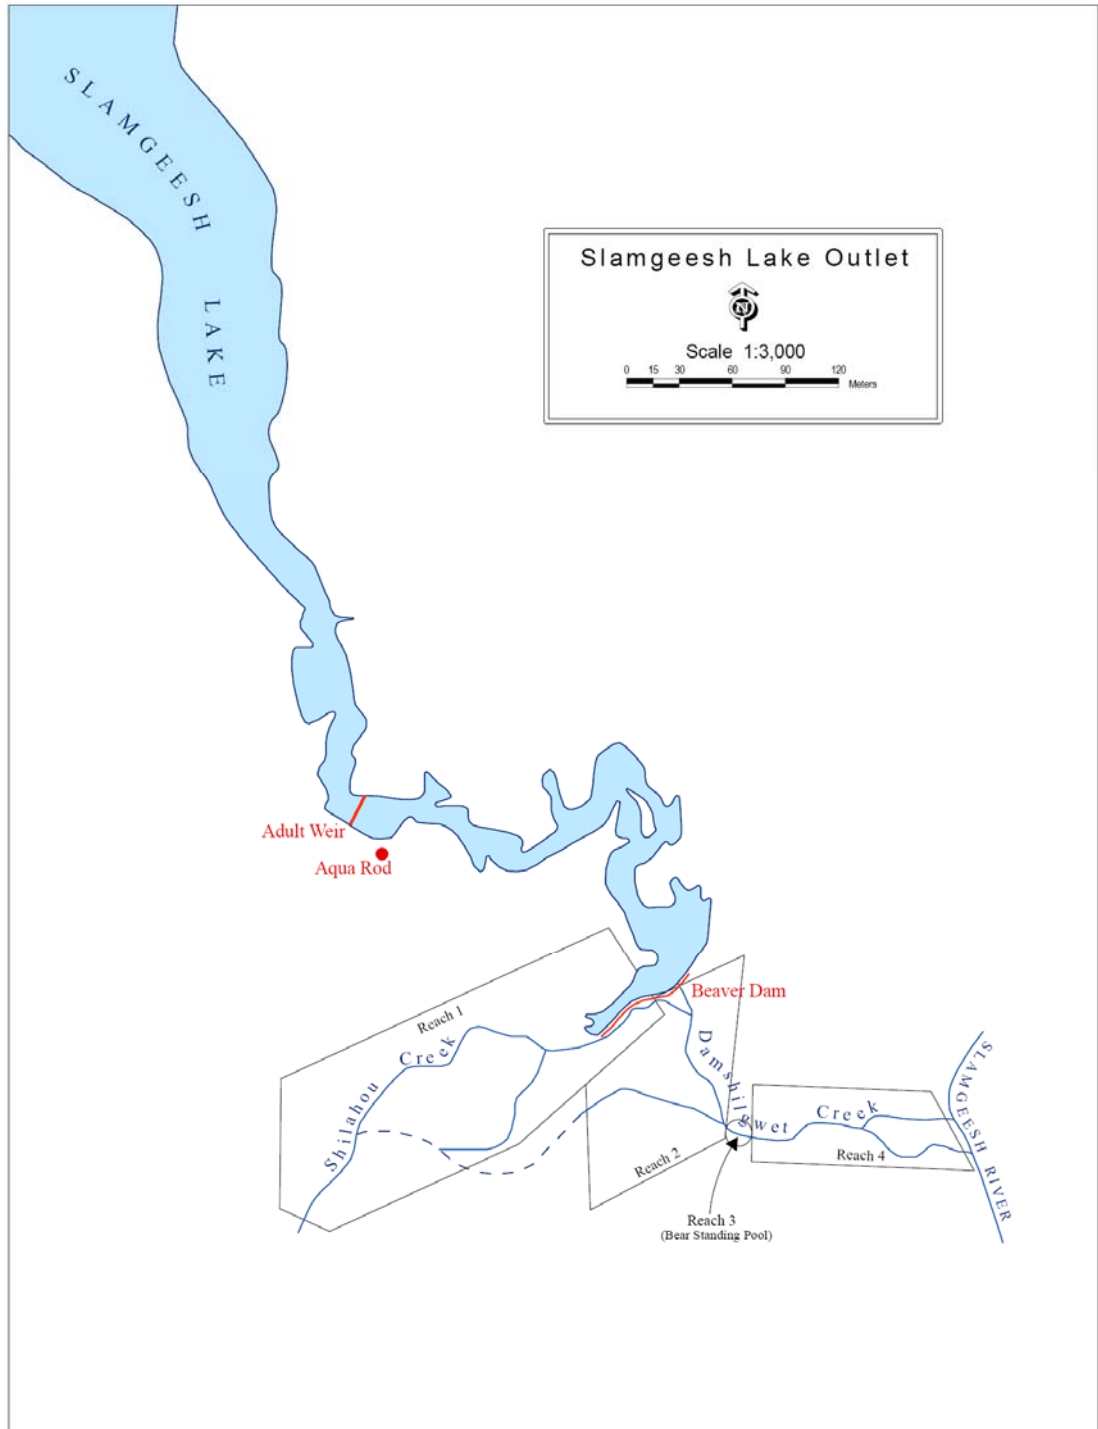 SLAMGEESH LAKE
Slamgeesh Lake Outlet
N
Scale 1:3,000
0 15 30 60 90 120
Meters
Adult Weir
Aqua Rod
Beaver Dam
Reach 1
Shilahou Creek
Damshilgwet Creek
SLAMGEESH RIVER
Reach 2
Reach 4
Reach 3
(Bear Standing Pool)